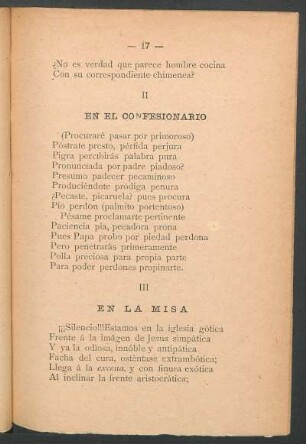 — 17 —
¿No es verdad que parece hombre cocina
Con su correspondiente chimenea?
II
EN EL CONFESIONARIO
(Procuraré pasar por primoroso)
Póstrate presto, pérfida perjura
Pigra percibirás palabra pura
Pronunciada por padre piadoso?
Presumo padecer pecaminoso
Produciéndote pródiga penura
¿Pecaste, picaruela? pues procura
Pío perdón (palmito portentoso)
Pésame proclamarte pertinente
Paciencia pía, pecadora prona
Pues Papa probo por piedad perdona
Pero penetrarás primeramente
Polla preciosa para propia parte
Para poder perdones propinarte.
III
EN LA MISA
¡¡¡Silencio!!!Estamos en la iglesia gótica
Frente á la imágen de Jesus simpática
Y ya la odiosa, innóble y antipática
Facha del cura, osténtase extrambótica;
Llega á la exotua, y con finura exótica
Al inclinar la frente aristocrática;